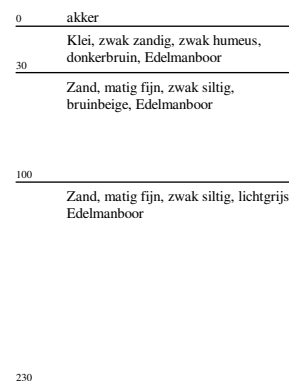 0 akker
Klei, zwak zandig, zwak humeus,
donkerbruin, Edelmanboor
30
Zand, matig fijn, zwak siltig,
bruinbeige, Edelmanboor
100
Zand, matig fijn, zwak siltig, lichtgrijs
Edelmanboor
230